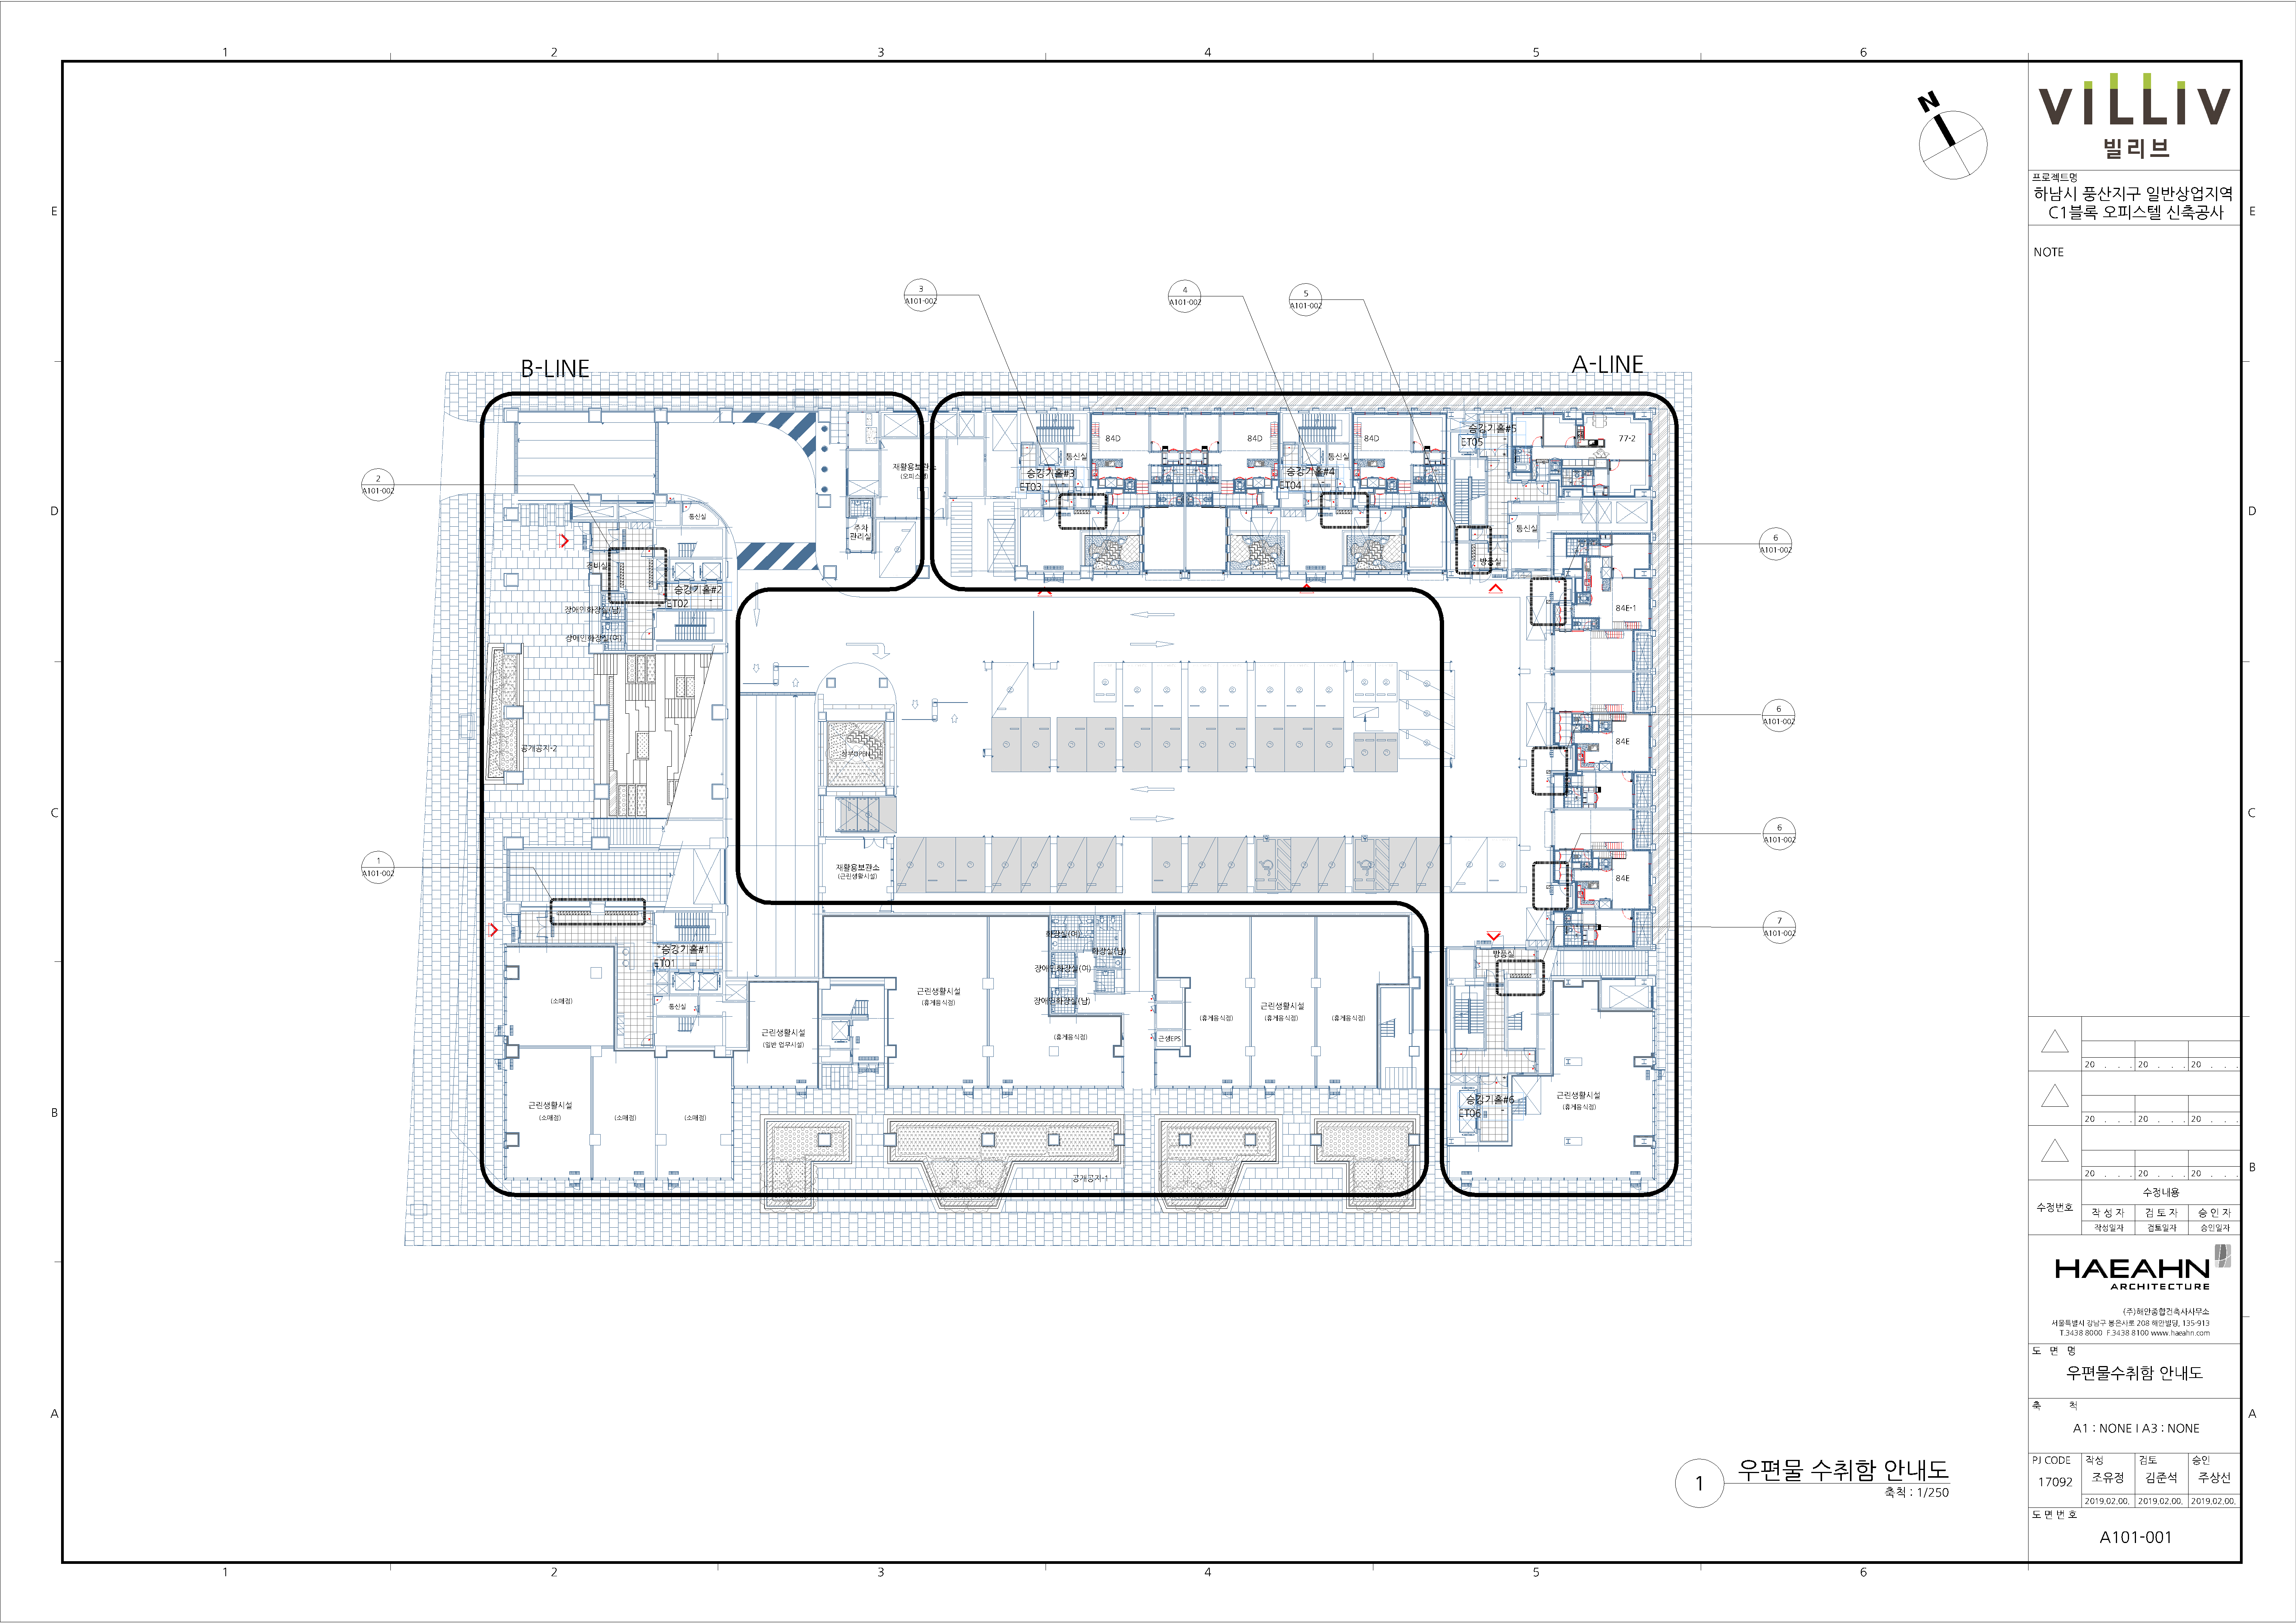 1
2
3
4
5
6
E
E
D
D
C
C
B
B
A
A
N
VILLIV
빌리브
프로젝트명
하남시 풍산지구 일반상업지역
C1블록 오피스텔 신축공사
NOTE
3
A101-002
4
A101-002
5
A101-002
B-LINE
A-LINE
84D
84D
84D
77-2
통신실
통신실
승강기홀#3
ET03
승강기홀#4
ET04
승강기홀#5
ET05
재활용보관소
(오피스텔)
2
A101-002
통신실
주차
관리실
통신실
방풍실
6
A101-002
경비실
승강기홀#2
ET02
장애인화장실(남)
장애인화장실(여)
84E-1
6
A101-002
84E
공개공지-2
6
A101-002
1
A101-002
재활용보관소
(근린생활시설)
84E
7
A101-002
화장실(여)
화장실(남)
장애인화장실(여)
장애인화장실(남)
방풍실
승강기홀#1
ET01
통신실
(소매점)
근린생활시설
(휴게음식점)
(휴게음식점)
근린생활시설
(휴게음식점)
(휴게음식점)
(휴게음식점)
근생EPS
근린생활시설
(일반 업무시설)
근린생활시설
(소매점)
(소매점)
(소매점)
승강기홀#6
ET06
근린생활시설
(휴게음식점)
공개공지-1
20 . . .
20 . . .
20 . . .
20 . . .
20 . . .
20 . . .
20 . . .
20 . . .
20 . . .
수정번호
수정내용
작 성 자
검 토 자
승 인 자
작성일자
검토일자
승인일자
HAEAHN
ARCHITECTURE
(주)해안종합건축사사무소
서울특별시 강남구 봉은사로 208 해안빌딩, 135-913
T.3438 8000 F.3438 8100 www.haeahn.com
도 면 명
우편물수취함 안내도
축 척
A1 : NONE I A3 : NONE
PJ CODE
17092
작성
조유정
2019.02.00.
검토
김준석
2019.02.00.
승인
주상선
2019.02.00.
도 면 번 호
A101-001
1
우편물 수취함 안내도
축척 : 1/250
1
2
3
4
5
6